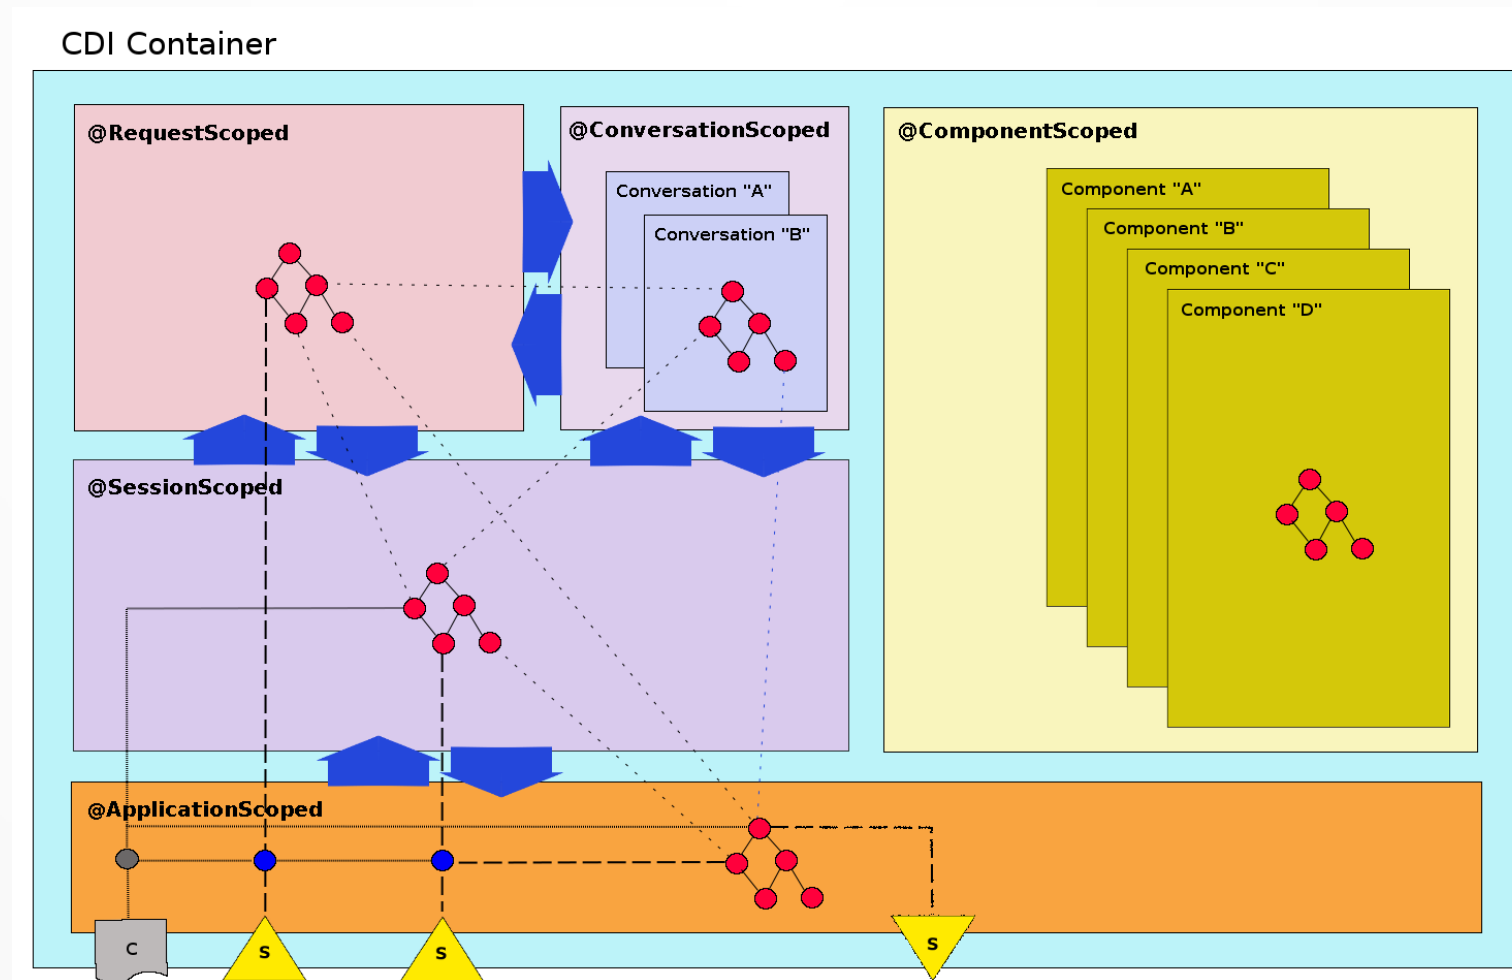 CDI Container
@RequestScoped
@ConversationScoped
Conversation "A"
Conversation "B"
@ComponentScoped
Component "A"
Component "B"
Component "C"
Component "D"
@SessionScoped
@ApplicationScoped
C
S
S
S